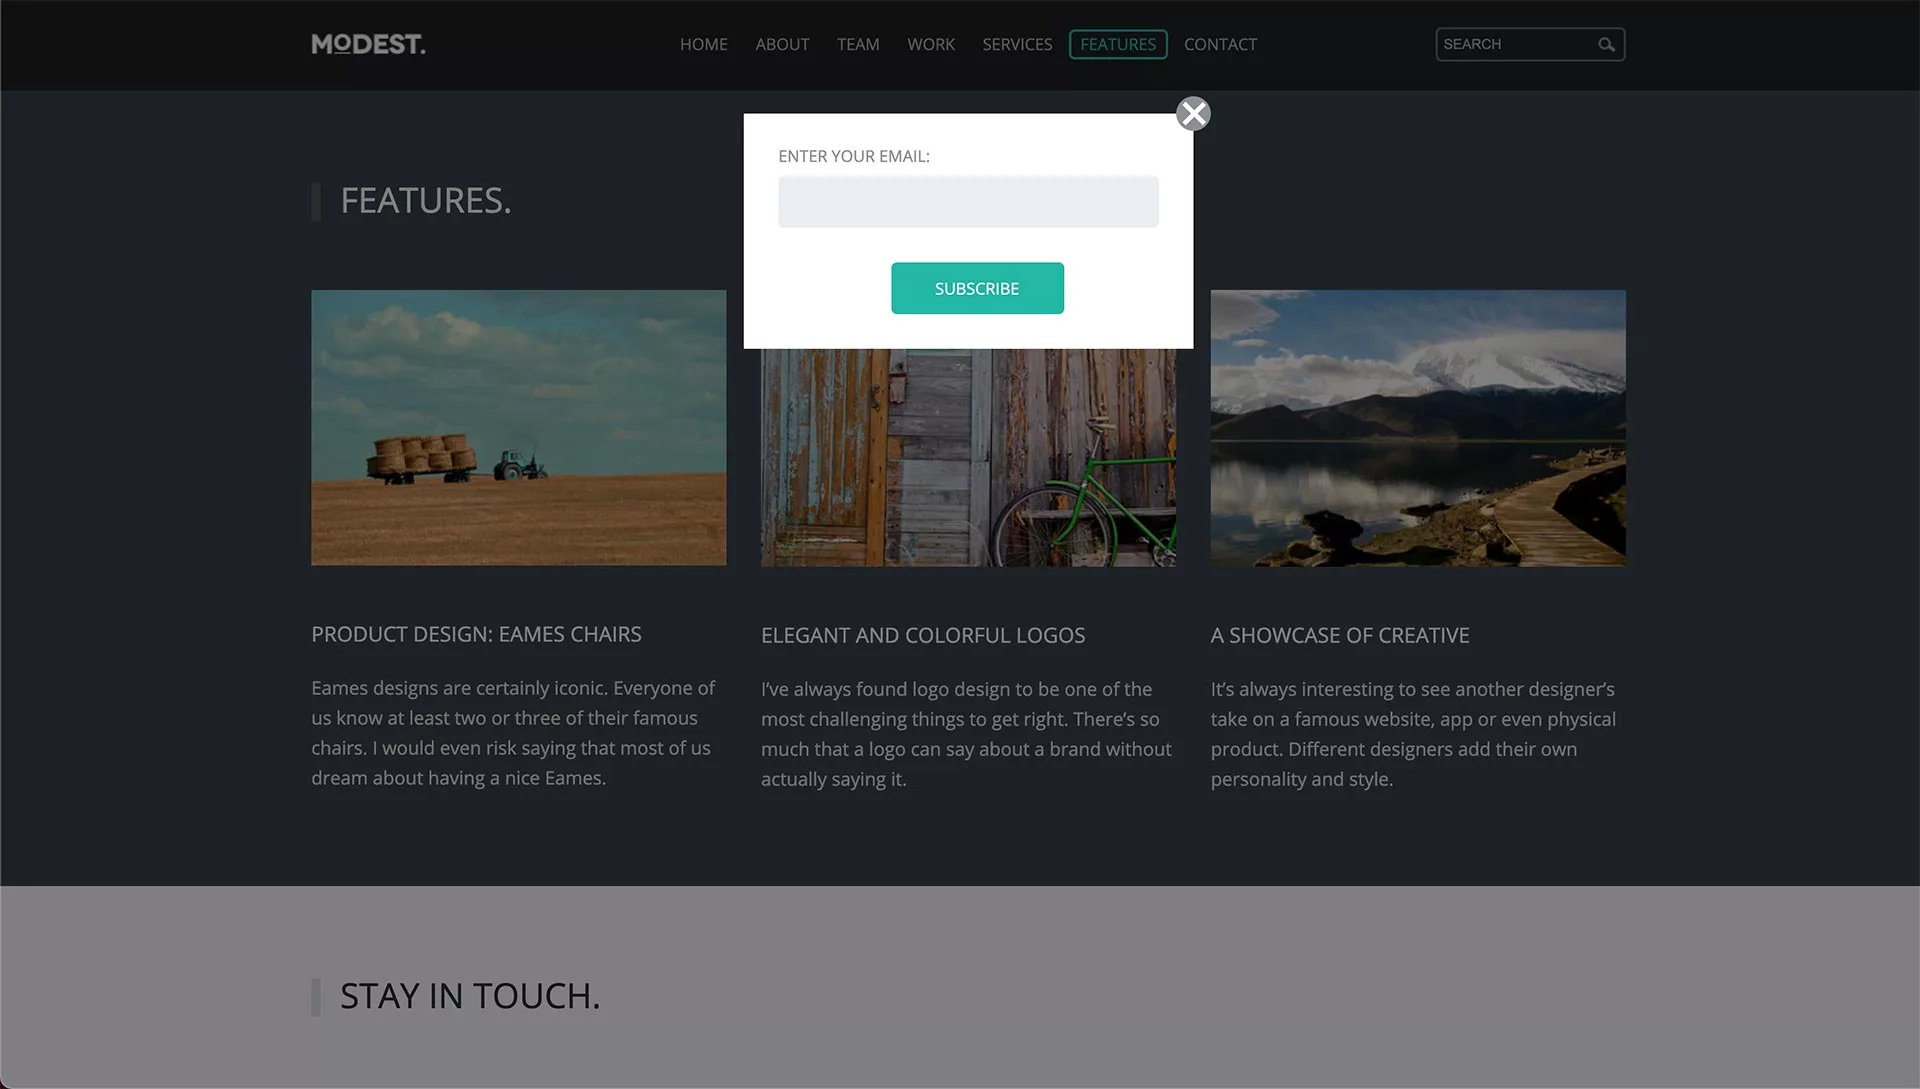 MODEST.
HOME ABOUT TEAM WORK SERVICES FEATURES CONTACT
SEARCH
ENTER YOUR EMAIL:
SUBSCRIBE
FEATURES.
PRODUCT DESIGN: EAMES CHAIRS
Eames designs are certainly iconic. Everyone of
us know at least two or three of their famous
chairs. I would even risk saying that most of us
dream about having a nice Eames.
ELEGANT AND COLORFUL LOGOS
I’ve always found logo design to be one of the
most challenging things to get right. There’s so
much that a logo can say about a brand without
actually saying it.
A SHOWCASE OF CREATIVE
It’s always interesting to see another designer’s
take on a famous website, app or even physical
product. Different designers add their own
personality and style.
STAY IN TOUCH.